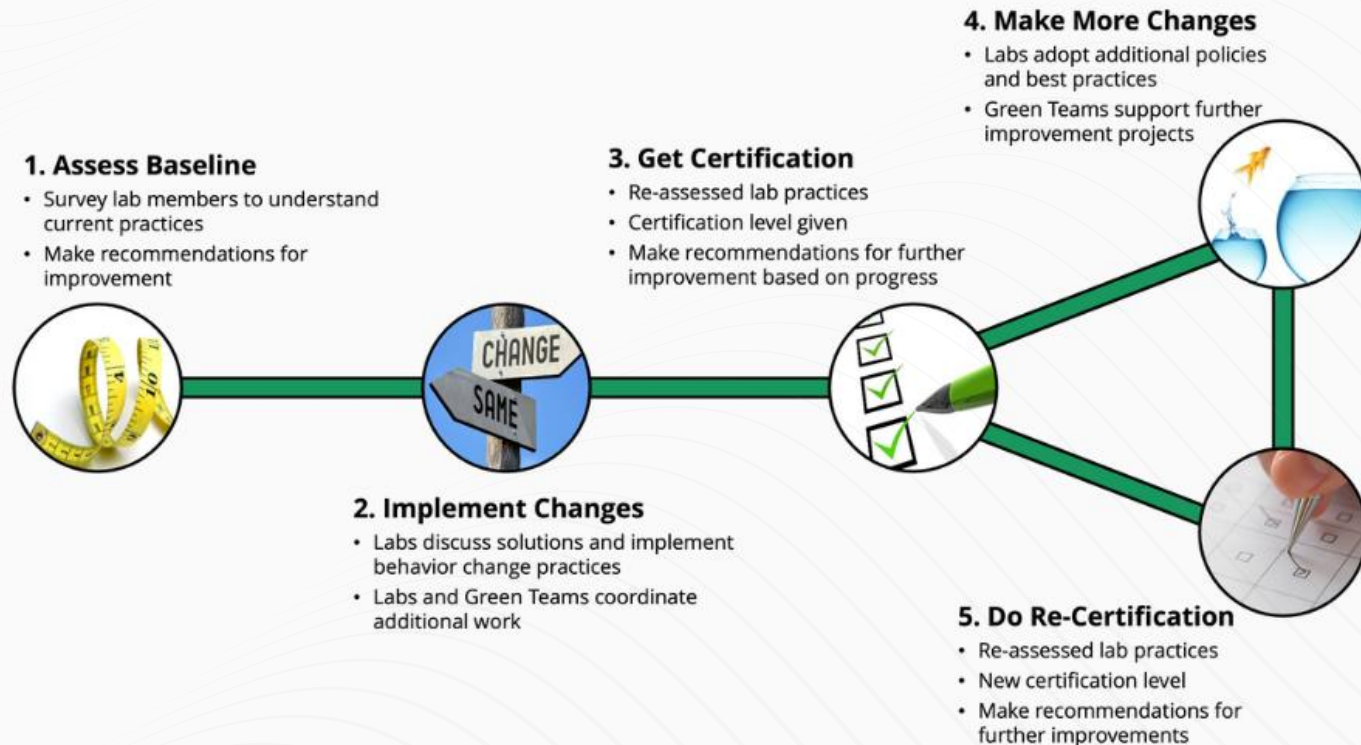 1. Assess Baseline
• Survey lab members to understand
current practices
• Make recommendations for
improvement
CHANGE
SAME
2. Implement Changes
• Labs discuss solutions and implement
behavior change practices
• Labs and Green Teams coordinate
additional work
3. Get Certification
• Re-assessed lab practices
• Certification level given
• Make recommendations for further
improvement based on progress
4. Make More Changes
• Labs adopt additional policies
and best practices
• Green Teams support further
improvement projects
5. Do Re-Certification
• Re-assessed lab practices
• New certification level
• Make recommendations for
further improvements